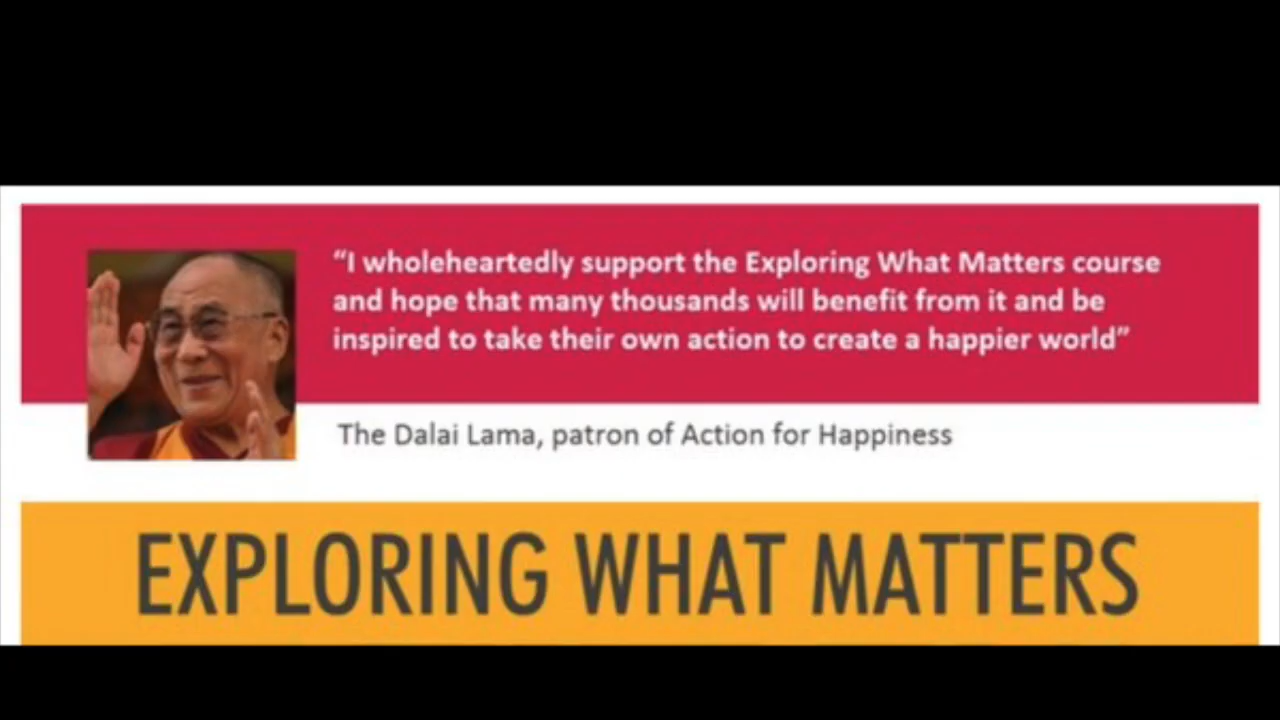 “I wholeheartedly support the Exploring What Matters course
and hope that many thousands will benefit from it and be
inspired to take their own action to create a happier world”
The Dalai Lama, patron of Action for Happiness
EXPLORING WHAT MATTERS